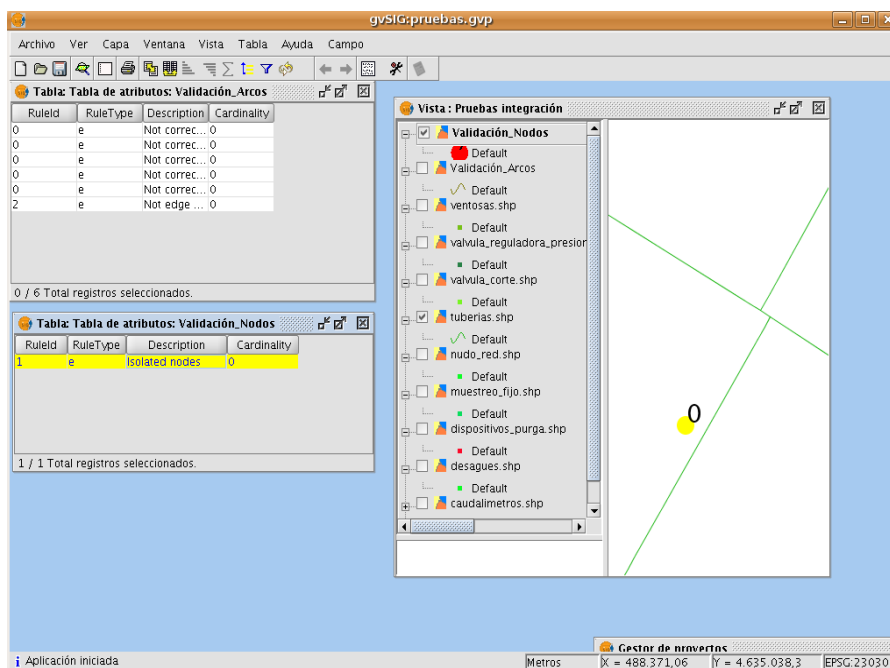 gvSIG:pruebas.gvp
Archivo Ver Capa Ventana Vista Tabla Ayuda Campo
Tabla: Tabla de atributos: Validación_Arcos
RuleId RuleType Description Cardinality
0 e Not correc... 0
0 e Not correc... 0
0 e Not correc... 0
0 e Not correc... 0
0 e Not correc... 0
2 e Not edge ... 0
0 / 6 Total registros seleccionados.
Tabla: Tabla de atributos: Validación_Nodos
RuleId RuleType Description Cardinality
1 e Isolated nodes 0
1 / 1 Total registros seleccionados.
Vista : Pruebas integración
Validación_Nodos
Default
Validación_Arcos
Default
ventosas.shp
Default
valvula_reguladora_presion
Default
valvula_corte.shp
Default
tuberias.shp
Default
nudo_red.shp
Default
muestreo_fijo.shp
Default
dispositivos_purga.shp
Default
desagues.shp
Default
caudalimetros.shp
0
Gestor de proyectos
Aplicación iniciada
Metros X = 488.371,06 Y = 4.635.038,3 EPSG:23030